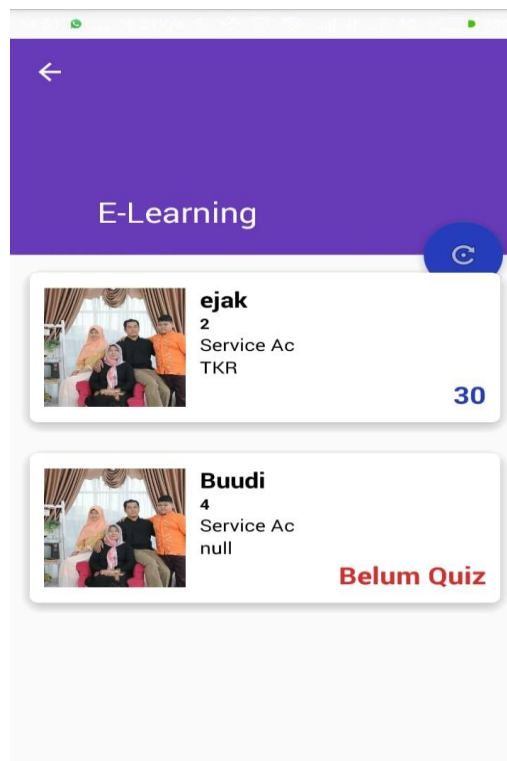 E-Learning
ejak
2
Service Ac
TKR
30
Buudi
4
Service Ac
null
Belum Quiz